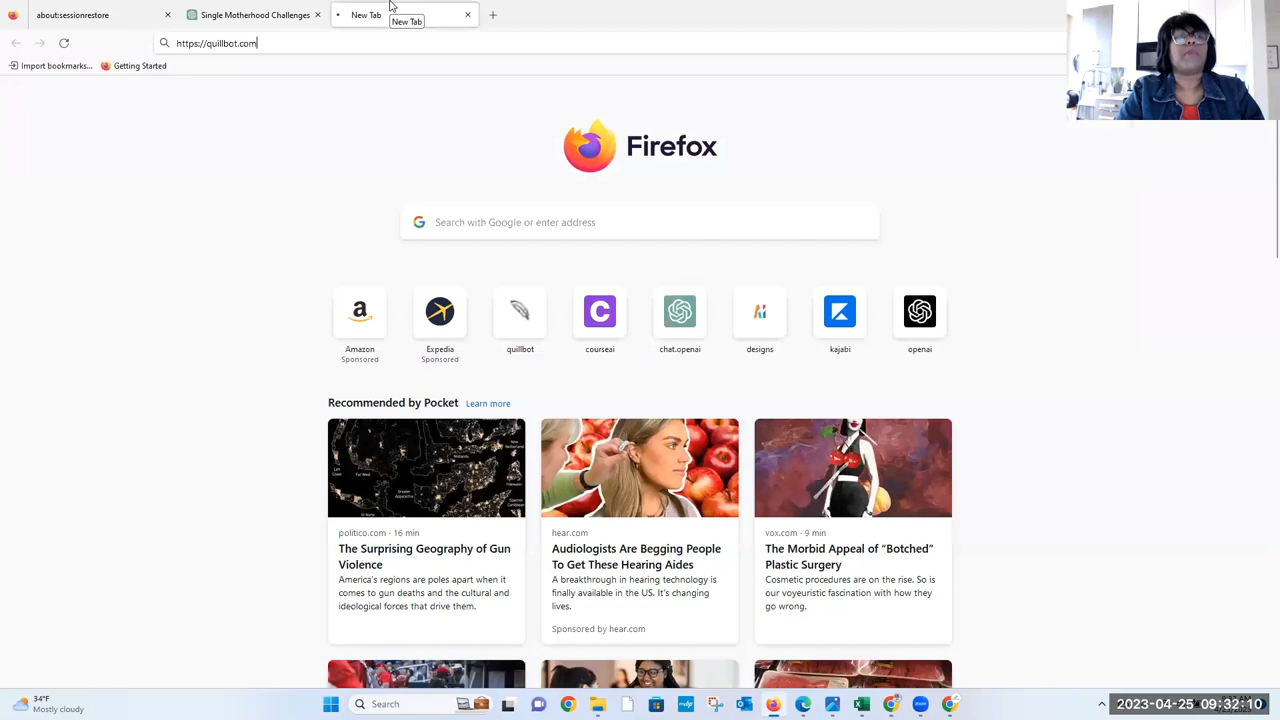 about:sessionrestore
Single Motherhood Challenges
New Tab
New Tab
https://quillbot.com
Import bookmarks...
Getting Started
Firefox
Search with Google or enter address
a
C
Amazon
Sponsored
Expedia
Sponsored
quillbot
courseai
chat.openai
designs
kajabi
openai
Recommended by Pocket
Learn more
politico.com · 16 min
The Surprising Geography of Gun
Violence
America's regions are poles apart when it
comes to gun deaths and the cultural and
ideological forces that drive them.
hear.com
Audiologists Are Begging People
To Get These Hearing Aides
A breakthrough in hearing technology is
finally available in the US. It's changing
lives.
Sponsored by hear.com
vox.com · 9 min
The Morbid Appeal of “Botched”
Plastic Surgery
Cosmetic procedures are on the rise. So is
our voyeuristic fascination with how they
go wrong.
34°F
Mostly cloudy
Search
2023-04-25 09:32:10